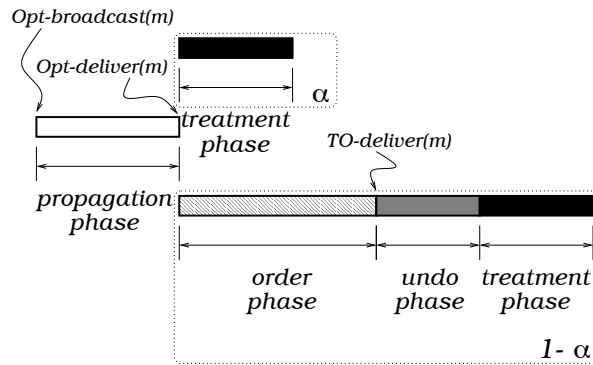 Opt-broadcast(m)
Opt-deliver(m)
α
treatment
phase
TO-deliver(m)
propagation
phase
order
phase
undo
phase
treatment
phase
1- α